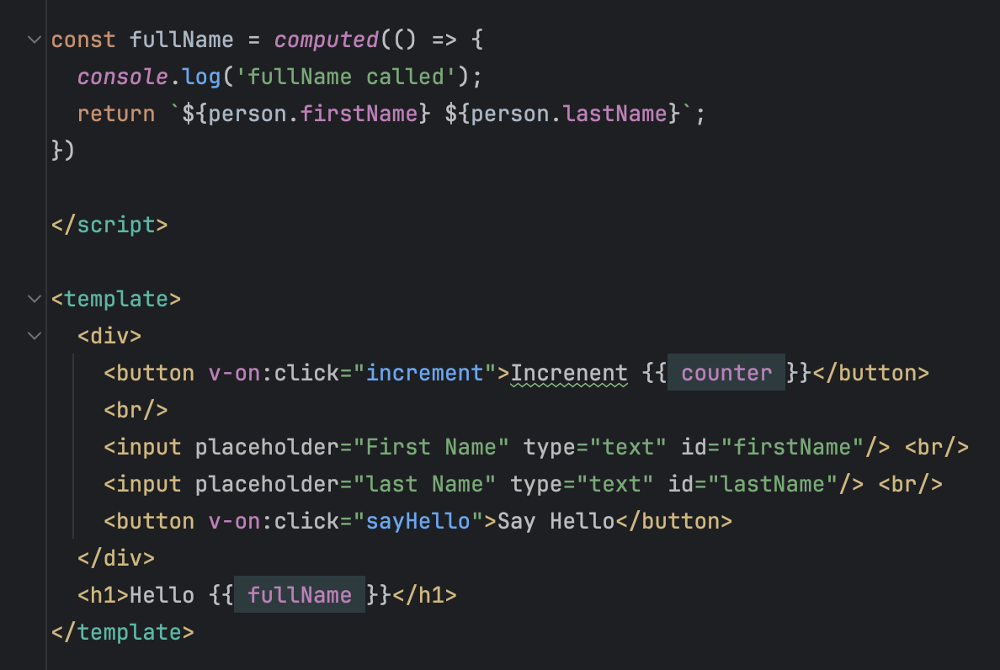 const fullName = computed(() => {
  console.log('fullName called');
  return `${person.firstName} ${person.lastName}`;
})
</script>
<template>
  <div>
    <button v-on:click="increment">Increnent {{ counter }}</button>
    <br/>
    <input placeholder="First Name" type="text" id="firstName"/> <br/>
    <input placeholder="last Name" type="text" id="lastName"/> <br/>
    <button v-on:click="sayHello">Say Hello</button>
  </div>
  <h1>Hello {{ fullName }}</h1>
</template>